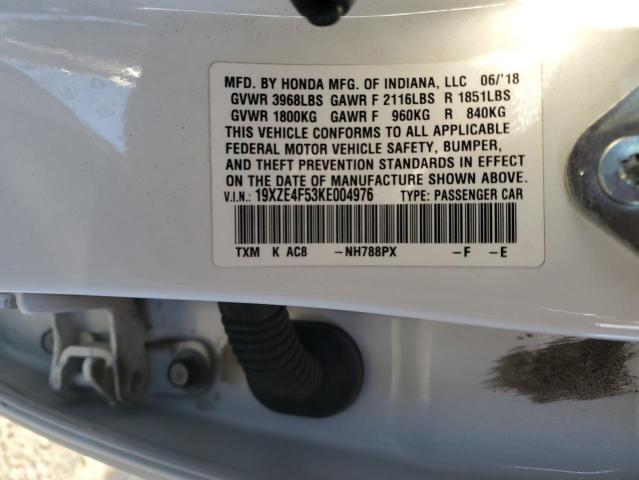 MFD. BY HONDA MFG. OF INDIANA, LLC 06/'18
GVWR 3968LBS GAWR F 2116LBS R 1851LBS
GVWR 1800KG GAWR F 960KG R 840KG
THIS VEHICLE CONFORMS TO ALL APPLICABLE
FEDERAL MOTOR VEHICLE SAFETY, BUMPER,
AND THEFT PREVENTION STANDARDS IN EFFECT
ON THE DATE OF MANUFACTURE SHOWN ABOVE.
V.I.N.: 19XZE4F53KE004976 TYPE: PASSENGER CAR
TXM K AC8 -NH788PX -F -E